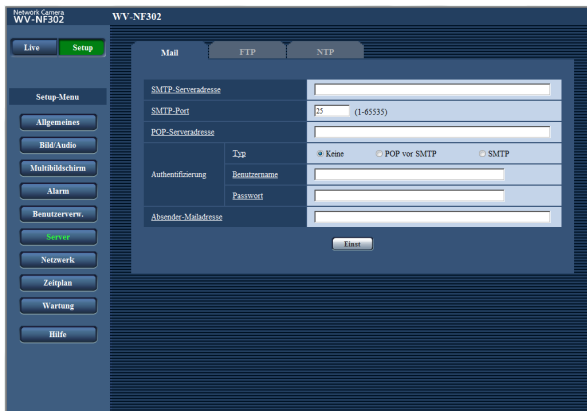 Network Camera
WV-NF302
WV-NF302
Live Setup
Setup-Menu
Allgemeines
Bild/Audio
Multibildschirm
Alarm
Benutzerverw.
Server
Netzwerk
Zeitplan
Wartung
Hilfe
Mail FTP NTP
SMTP-Serveradresse
SMTP-Port 25 (1-65535)
POP-Serveradresse
Authentifizierung
Typ Keine POP vor SMTP SMTP
Benutzername
Passwort
Absender-Mailadresse
Einst